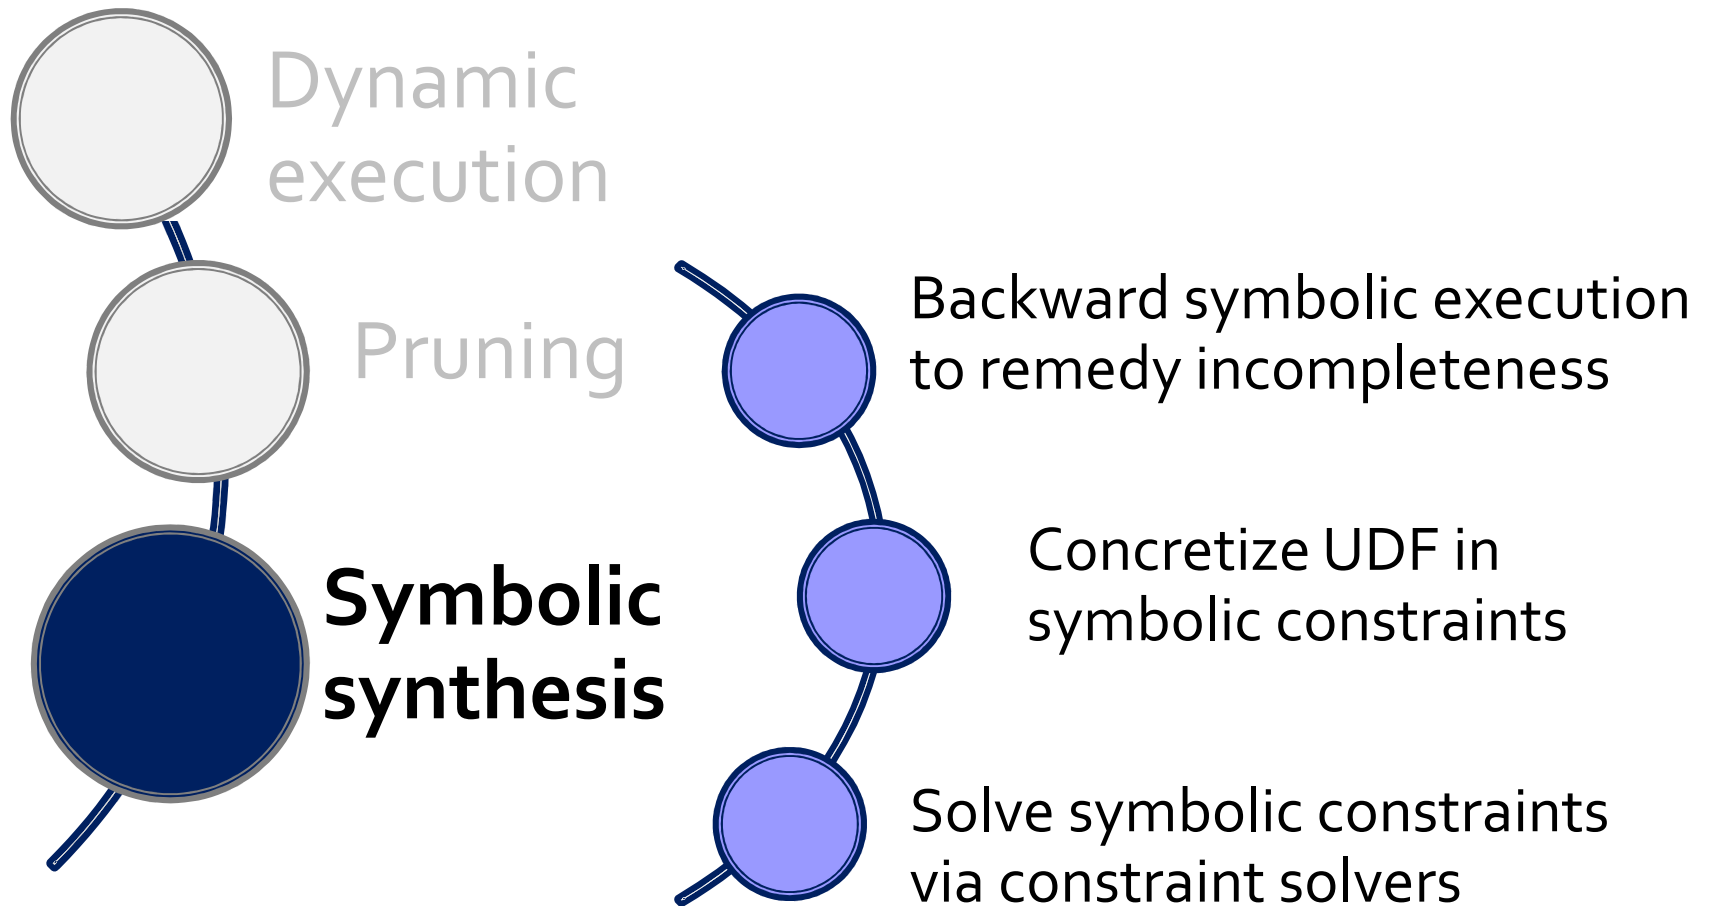 Dynamic
execution
Pruning
Symbolic
synthesis
Backward symbolic execution
to remedy incompleteness
Concretize UDF in
symbolic constraints
Solve symbolic constraints
via constraint solvers